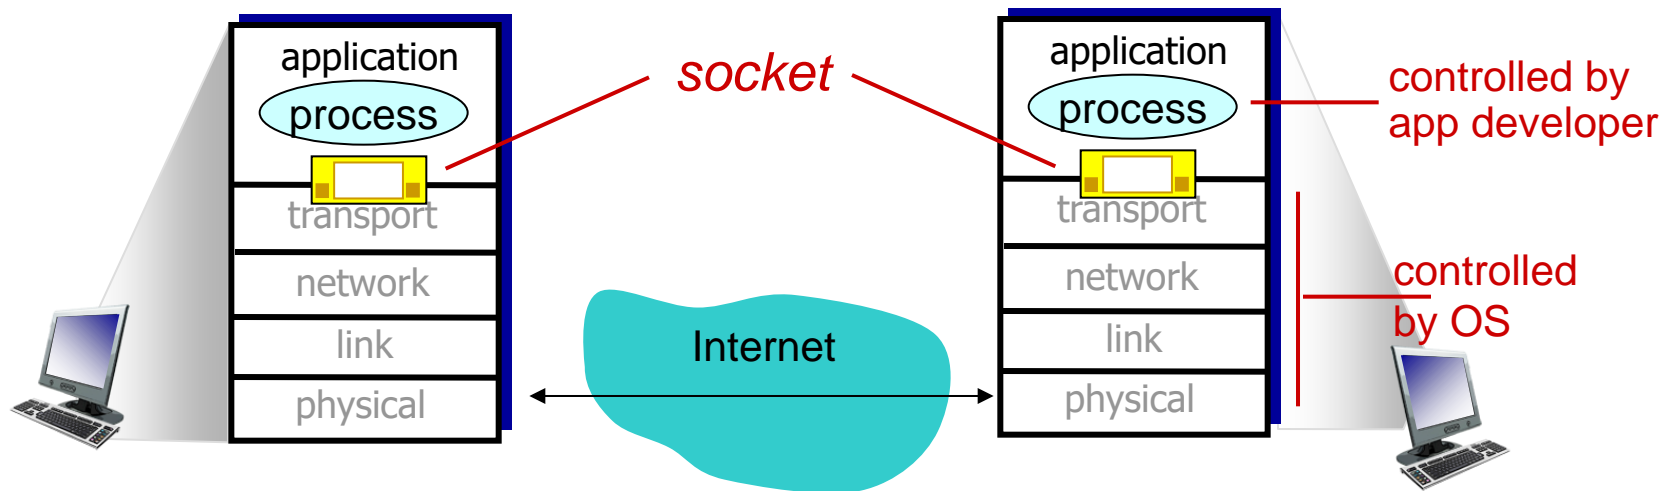 application
process
transport
network
link
physical
socket
Internet
application
process
transport
network
link
physical
controlled by
app developer
controlled
by OS